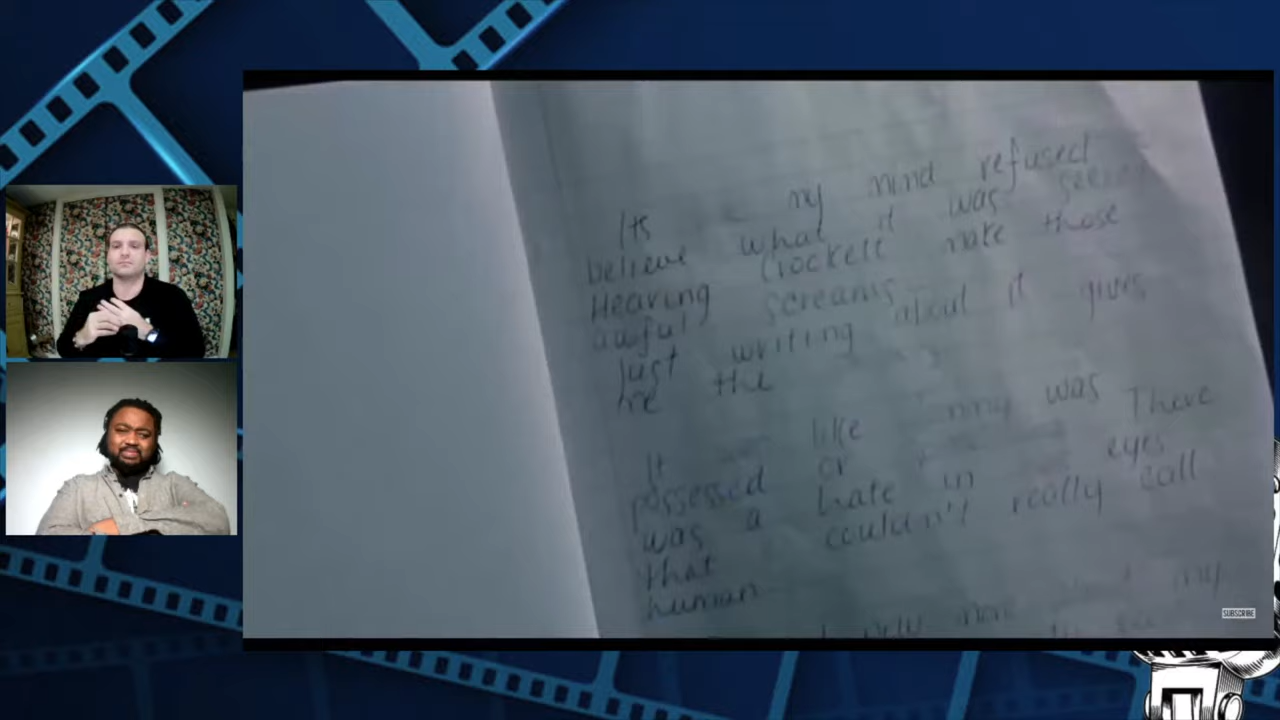 Its my mind refused
believe what it was
Hearing Crockett make those
awful screams
Just writing about it gives
me the
It like was
possessed or There
was a hate in eyes
that couldn't really call
human
my
SUBSCRIBE